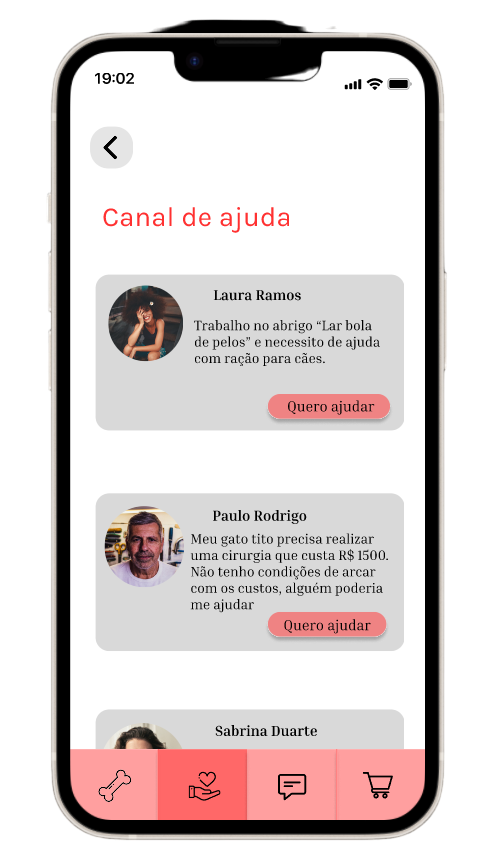 19:02
Canal de ajuda
Laura Ramos
Trabalho no abrigo “Lar bola
de pelos” e necessito de ajuda
com ração para cães.
Quero ajudar
Paulo Rodrigo
Meu gato tito precisa realizar
uma cirurgia que custa R$ 1500.
Não tenho condições de arcar
com os custos, alguém poderia
me ajudar
Quero ajudar
Sabrina Duarte